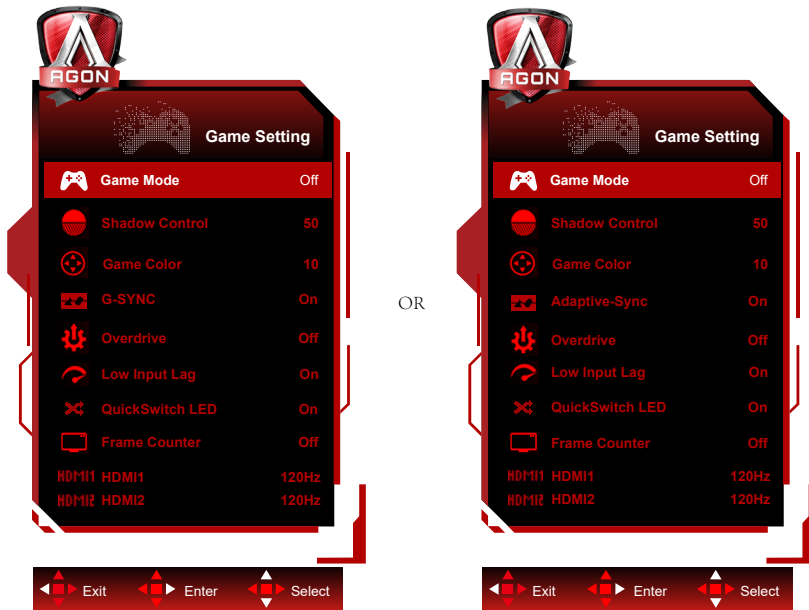 AGON
Game Setting
Game Mode Off
Shadow Control 50
Game Color 10
G-SYNC On
Overdrive Off
Low Input Lag On
QuickSwitch LED On
Frame Counter Off
HDMI1 HDMI1 120Hz
HDMI2 HDMI2 120Hz
Exit Enter Select
OR
AGON
Game Setting
Game Mode Off
Shadow Control 50
Game Color 10
Adaptive-Sync On
Overdrive Off
Low Input Lag On
QuickSwitch LED On
Frame Counter Off
HDMI1 HDMI1 120Hz
HDMI2 HDMI2 120Hz
Exit Enter Select